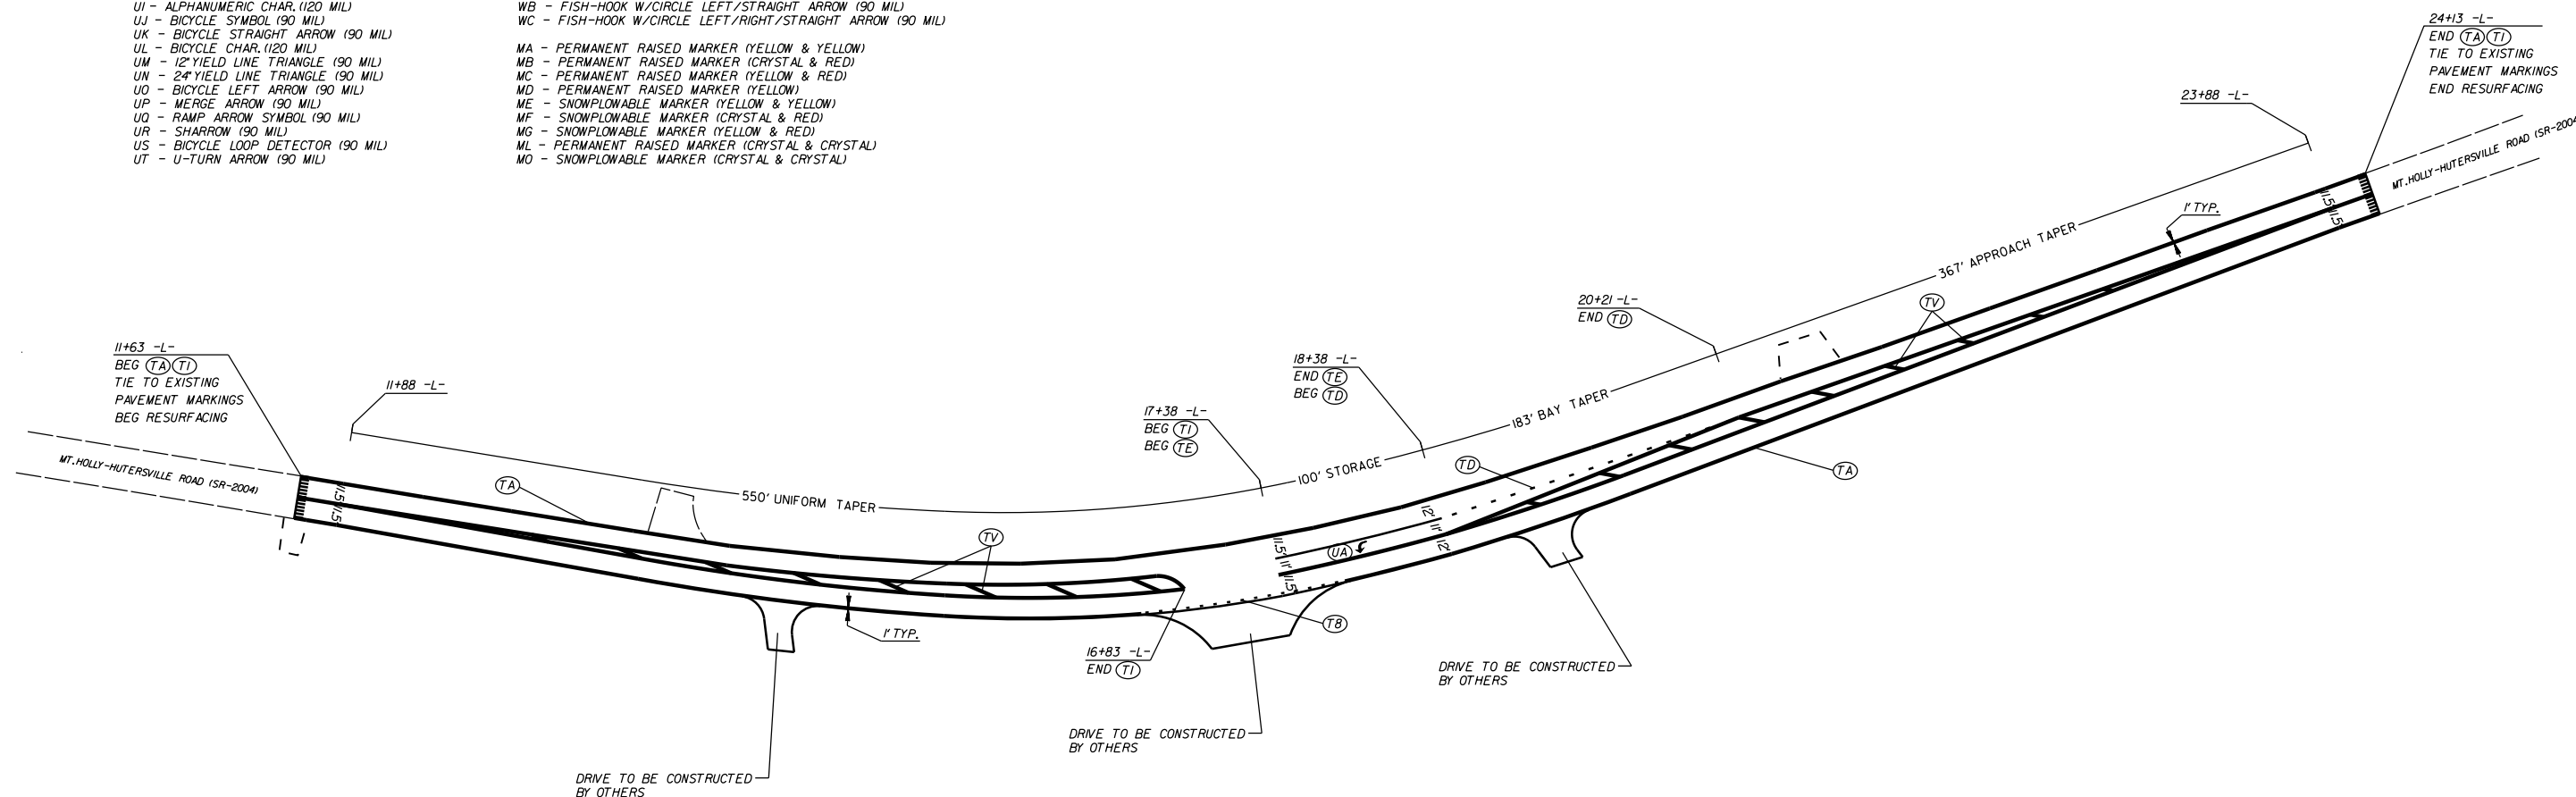 UI - ALPHANUMERIC CHAR. (120 MIL)
UJ - BICYCLE SYMBOL (90 MIL)
UK - BICYCLE STRAIGHT ARROW (90 MIL)
UL - BICYCLE CHAR. (120 MIL)
UM - 12" YIELD LINE TRIANGLE (90 MIL)
UN - 24" YIELD LINE TRIANGLE (90 MIL)
UO - BICYCLE LEFT ARROW (90 MIL)
UP - MERGE ARROW (90 MIL)
UQ - RAMP ARROW SYMBOL (90 MIL)
UR - SHARROW (90 MIL)
US - BICYCLE LOOP DETECTOR (90 MIL)
UT - U-TURN ARROW (90 MIL)
WB - FISH-HOOK W/CIRCLE LEFT/STRAIGHT ARROW (90 MIL)
WC - FISH-HOOK W/CIRCLE LEFT/RIGHT/STRAIGHT ARROW (90 MIL)
MA - PERMANENT RAISED MARKER (YELLOW & YELLOW)
MB - PERMANENT RAISED MARKER (CRYSTAL & RED)
MC - PERMANENT RAISED MARKER (YELLOW & RED)
MD - PERMANENT RAISED MARKER (YELLOW)
ME - SNOWPLOWABLE MARKER (YELLOW & YELLOW)
MF - SNOWPLOWABLE MARKER (CRYSTAL & RED)
MG - SNOWPLOWABLE MARKER (YELLOW & RED)
ML - PERMANENT RAISED MARKER (CRYSTAL & CRYSTAL)
MO - SNOWPLOWABLE MARKER (CRYSTAL & CRYSTAL)
24+13 -L-
END TA TI
TIE TO EXISTING
PAVEMENT MARKINGS
END RESURFACING
23+88 -L-
MT.HOLLY-HUTERSVILLE ROAD (SR-2004
11.5' 11.5'
1' TYP.
367' APPROACH TAPER
TV
20+21 -L-
END TD
18+38 -L-
END TE
BEG TD
183' BAY TAPER
17+38 -L-
BEG TI
BEG TE
100' STORAGE
TD
TA
11+63 -L-
BEG TA TI
TIE TO EXISTING
PAVEMENT MARKINGS
BEG RESURFACING
11+88 -L-
MT.HOLLY-HUTERSVILLE ROAD (SR-2004)
11.5' 11.5'
TA
550' UNIFORM TAPER
TV
12' 11' 12'
11.5' 11' 11.5'
UA
T8
1' TYP.
16+83 -L-
END TI
DRIVE TO BE CONSTRUCTED
BY OTHERS
DRIVE TO BE CONSTRUCTED
BY OTHERS
DRIVE TO BE CONSTRUCTED
BY OTHERS